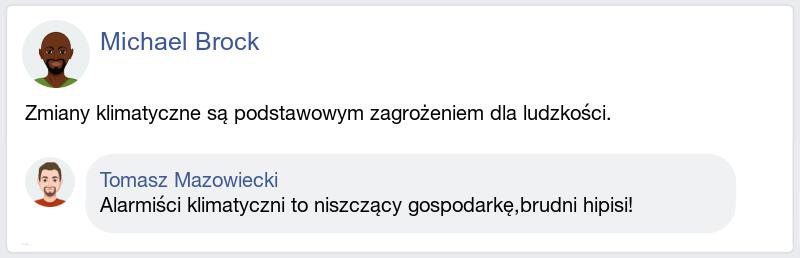 Michael Brock
Zmiany klimatyczne są podstawowym zagrożeniem dla ludzkości.
Tomasz Mazowiecki
Alarmiści klimatyczni to niszczący gospodarkę,brudni hipisi!